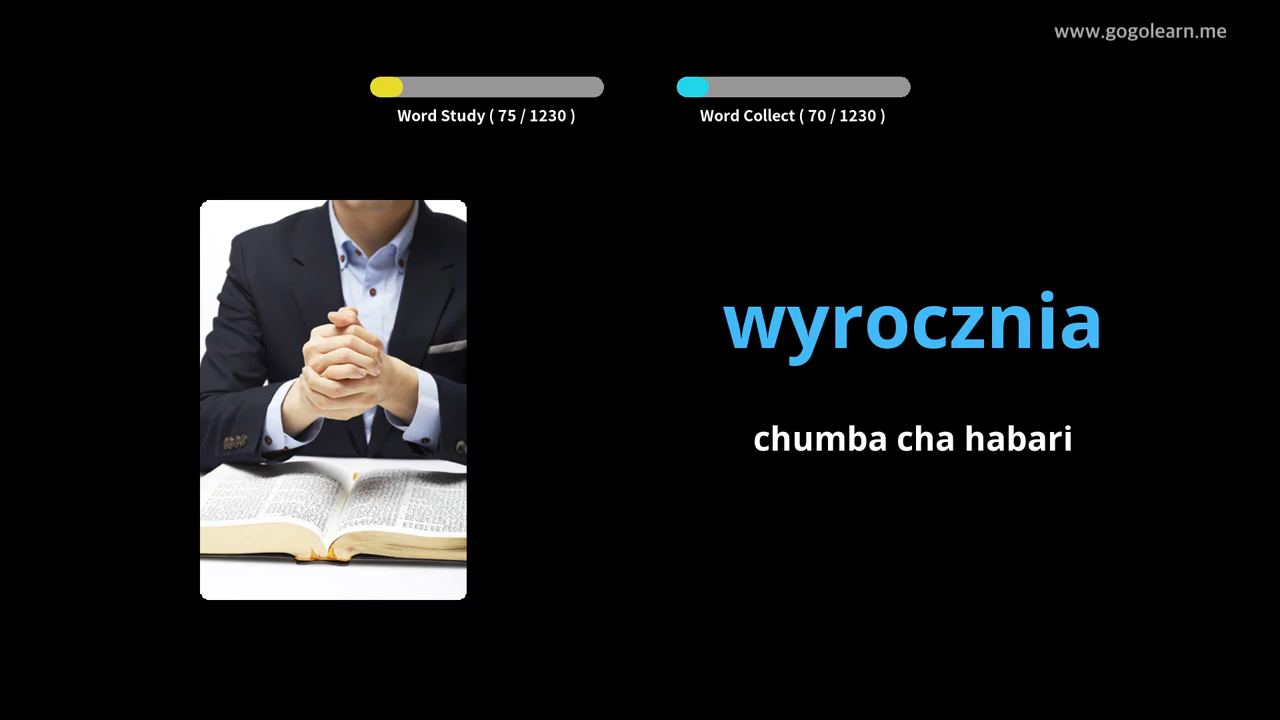 www.gogolearn.me
Word Study ( 75 / 1230 )
Word Collect ( 70 / 1230 )
wyrocznia
chumba cha habari